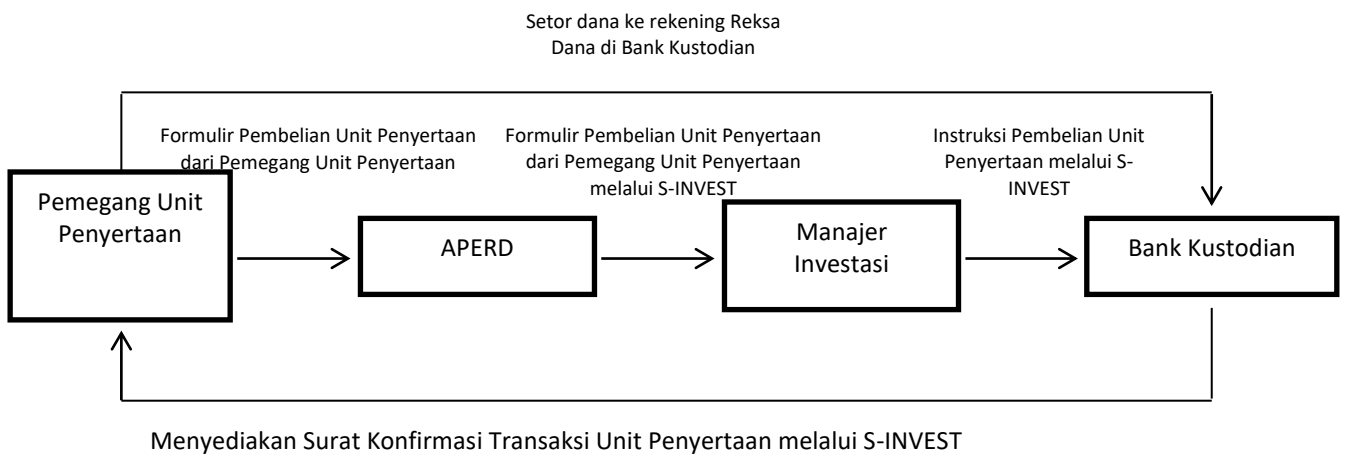 Setor dana ke rekening Reksa
Dana di Bank Kustodian
Formulir Pembelian Unit Penyertaan
dari Pemegang Unit Penyertaan
Formulir Pembelian Unit Penyertaan
dari Pemegang Unit Penyertaan
melalui S-INVEST
Instruksi Pembelian Unit
Penyertaan melalui S-
INVEST
Pemegang Unit
Penyertaan
APERD
Manajer
Investasi
Bank Kustodian
Menyediakan Surat Konfirmasi Transaksi Unit Penyertaan melalui S-INVEST